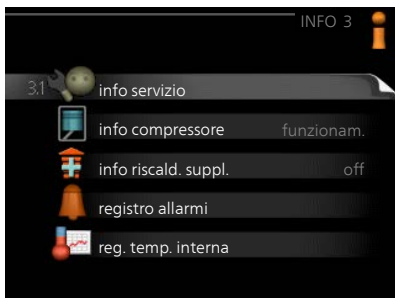 INFO 3
3.1 info servizio
info compressore funzionam.
info riscald. suppl. off
registro allarmi
reg. temp. interna